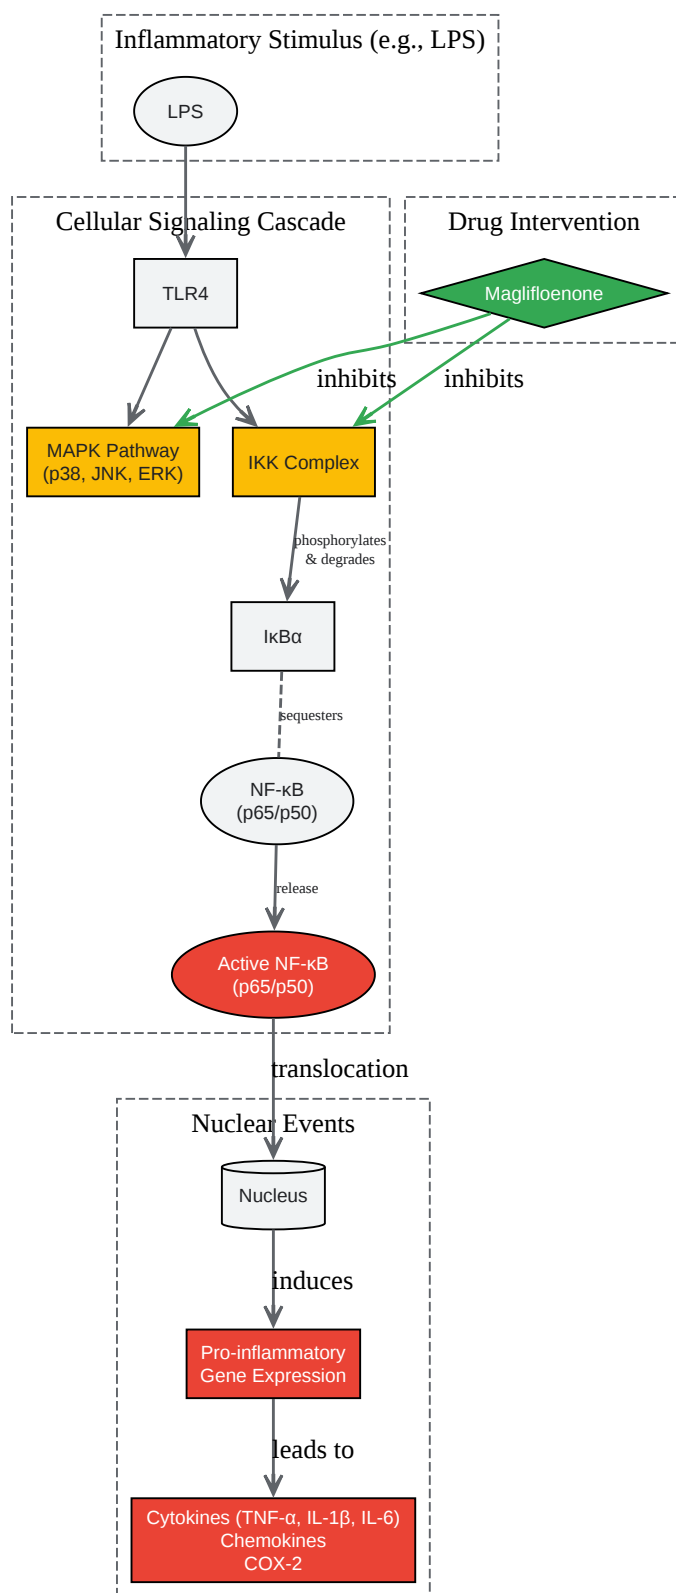 Inflammatory Stimulus (e.g., LPS)
LPS
Cellular Signaling Cascade
Drug Intervention
TLR4
Maglifloenone
inhibits
inhibits
MAPK Pathway
(p38, JNK, ERK)
IKK Complex
phosphorylates
& degrades
IκBα
sequesters
NF-κB
(p65/p50)
release
Active NF-κB
(p65/p50)
translocation
Nuclear Events
Nucleus
induces
Pro-inflammatory
Gene Expression
leads to
Cytokines (TNF-α, IL-1β, IL-6)
Chemokines
COX-2